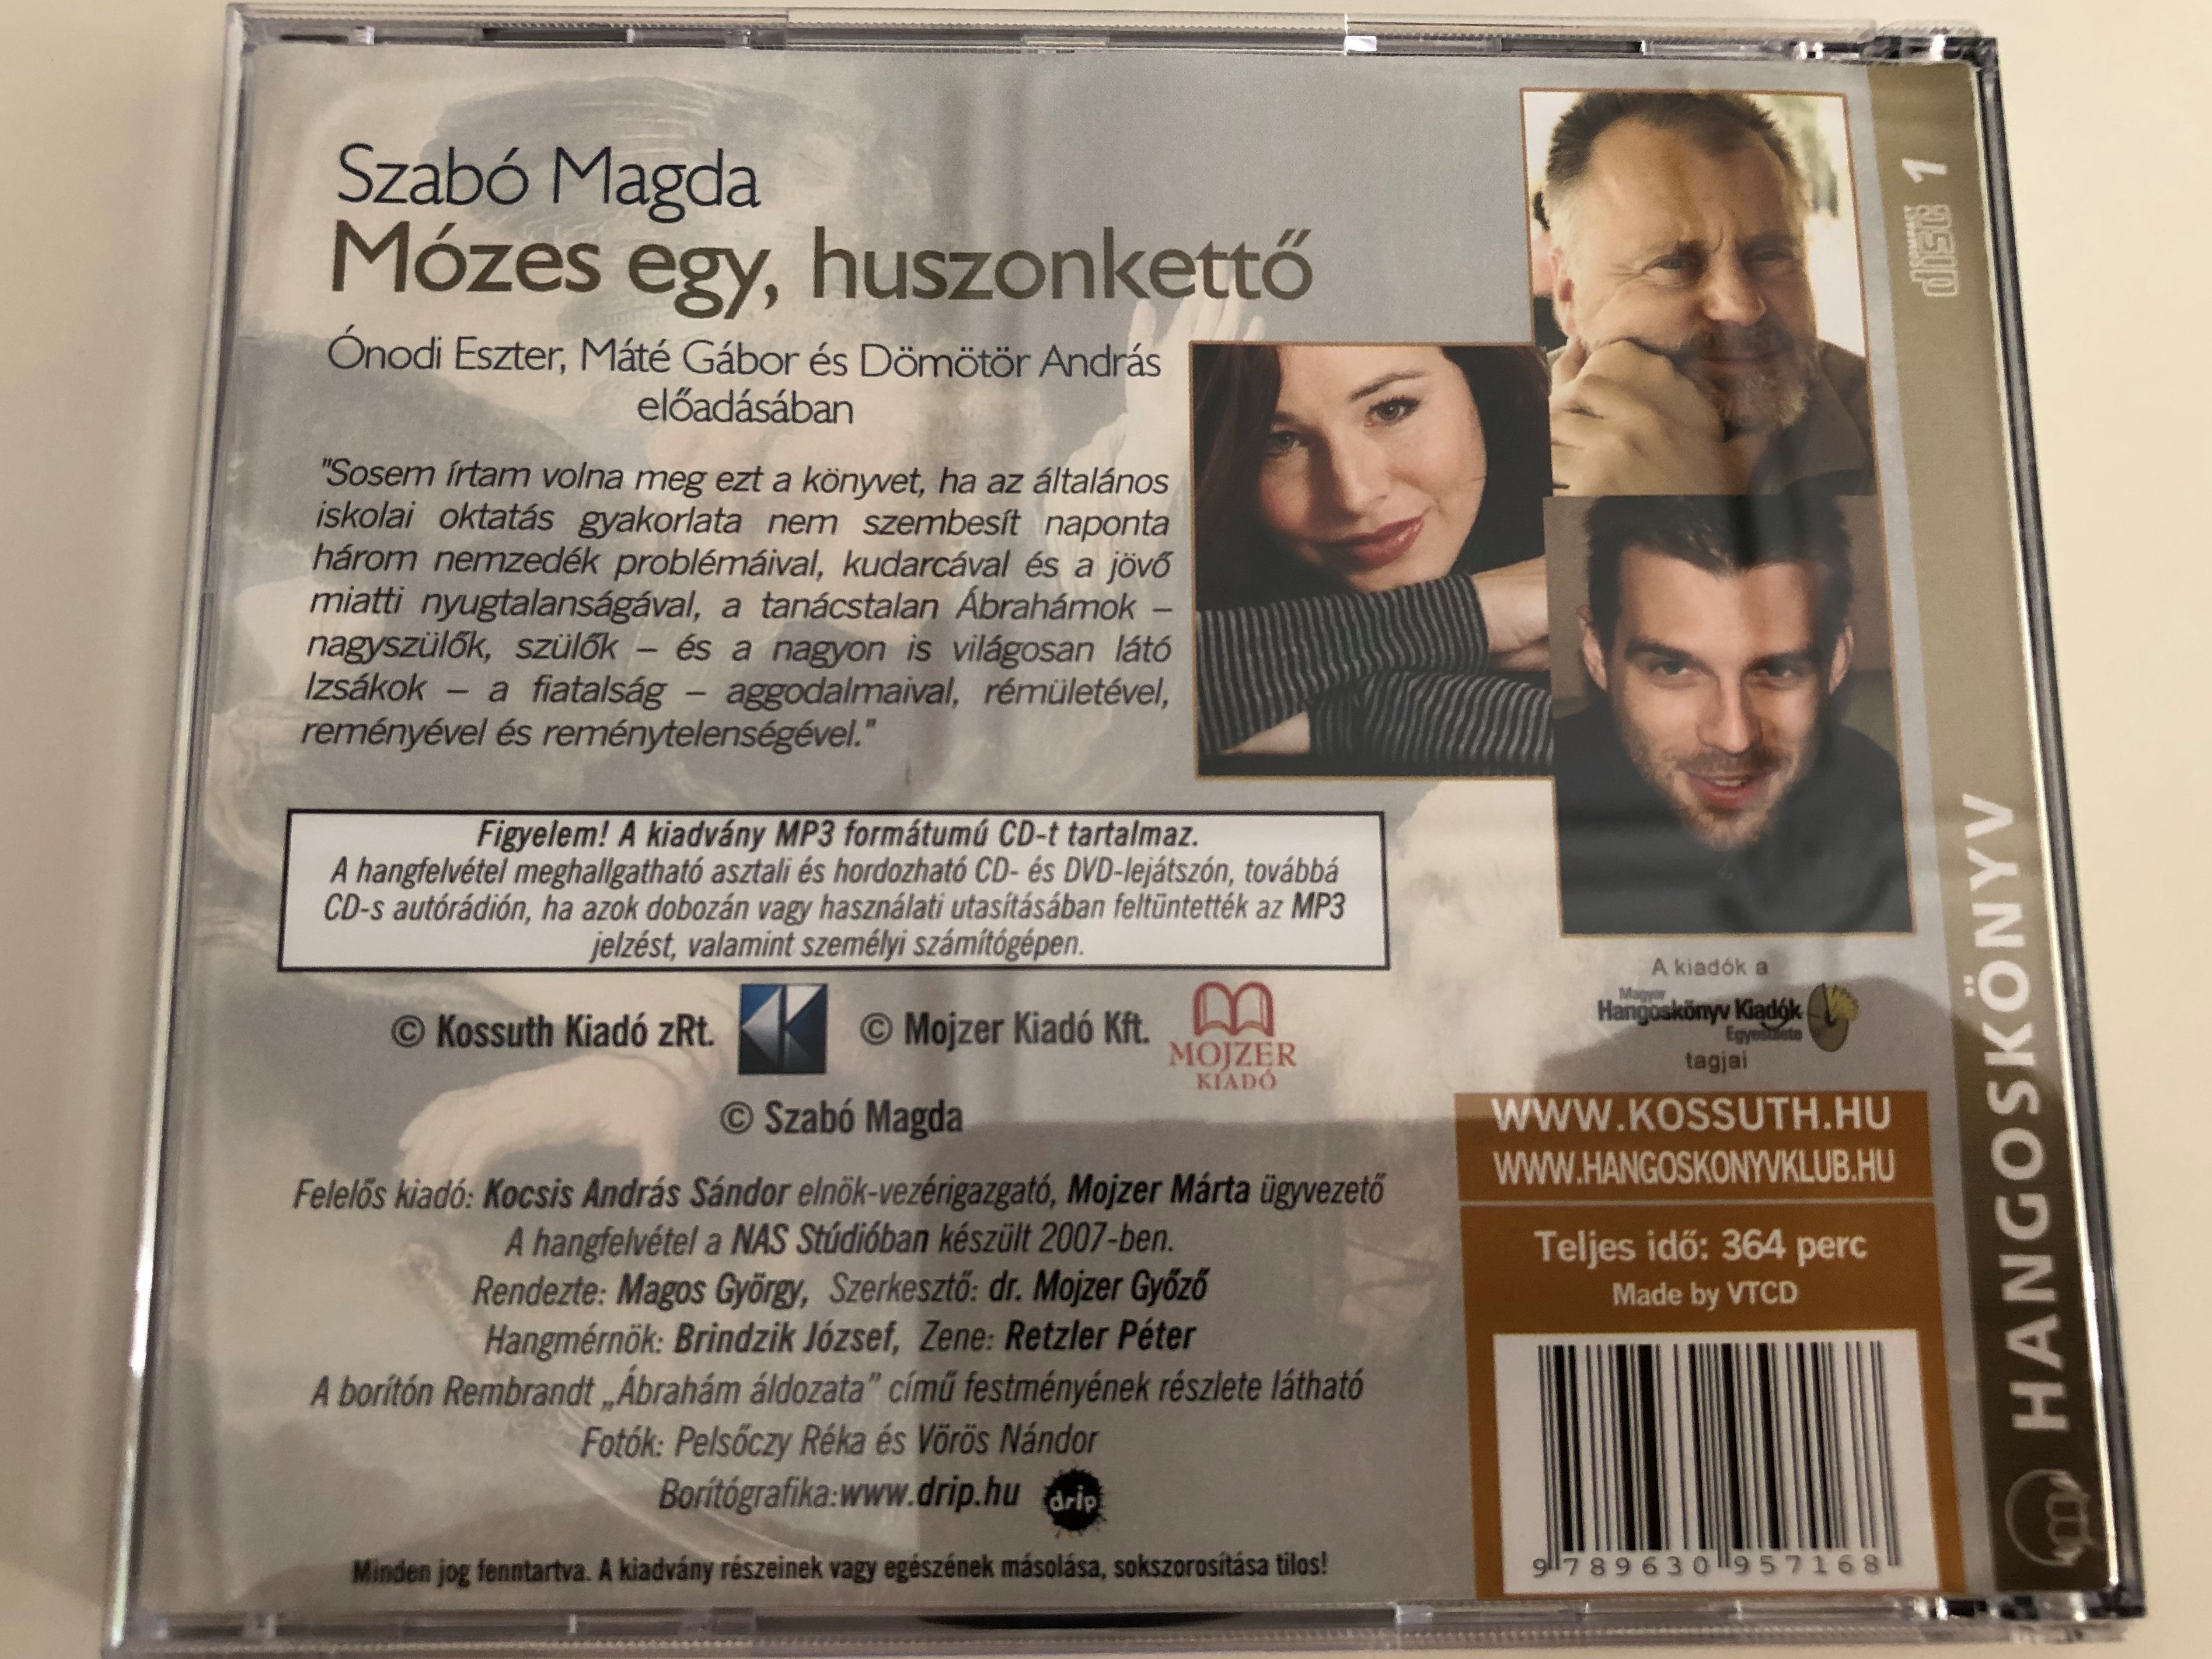 Szabó Magda
Mózes egy, huszonkettő
Ónodi Eszter, Máté Gábor és Dömötör András
előadásában
"Sosem írtam volna meg ezt a könyvet, ha az általános
iskolai oktatás gyakorlata nem szembesít naponta
három nemzedék problémáival, kudarcával és a jövő
miatti nyugtalanságával, a tanácstalan Ábrahámok –
nagyszülők, szülők – és a nagyon is világosan látó
Izsákok – a fiatalság – aggodalmaival, rémületével,
reményével és reménytelenségével."
Figyelem! A kiadvány MP3 formátumú CD-t tartalmaz.
A hangfelvétel meghallgatható asztali és hordozható CD- és DVD-lejátszón, továbbá
CD-s autórádión, ha azok dobozán vagy használati utasításában feltüntették az MP3
jelzést, valamint személyi számítógépen.
© Kossuth Kiadó zRt.
© Mojzer Kiadó Kft.
MOJZER
KIADÓ
© Szabó Magda
Felelős kiadó: Kocsis András Sándor elnök-vezérigazgató, Mojzer Márta ügyvezető
A hangfelvétel a NAS Stúdióban készült 2007-ben.
Rendezte: Magos György, Szerkesztő: dr. Mojzer Győző
Hangmérnök: Brindzik József, Zene: Retzler Péter
A borítón Rembrandt „Ábrahám áldozata” című festményének részlete látható
Fotók: Pelsőczy Réka és Vörös Nándor
Borítógrafika:www.drip.hu
drip
Minden jog fenntartva. A kiadvány részeinek vagy egészének másolása, sokszorosítása tilos!
A kiadók a
Magyar
Hangoskönyv Kiadók
Egyesülete
tagjai
WWW.KOSSUTH.HU
WWW.HANGOSKONYVKLUB.HU
Teljes idő: 364 perc
Made by VTCD
9 789630 957168
COMPACT
disc 1
HANGOSKÖNYV